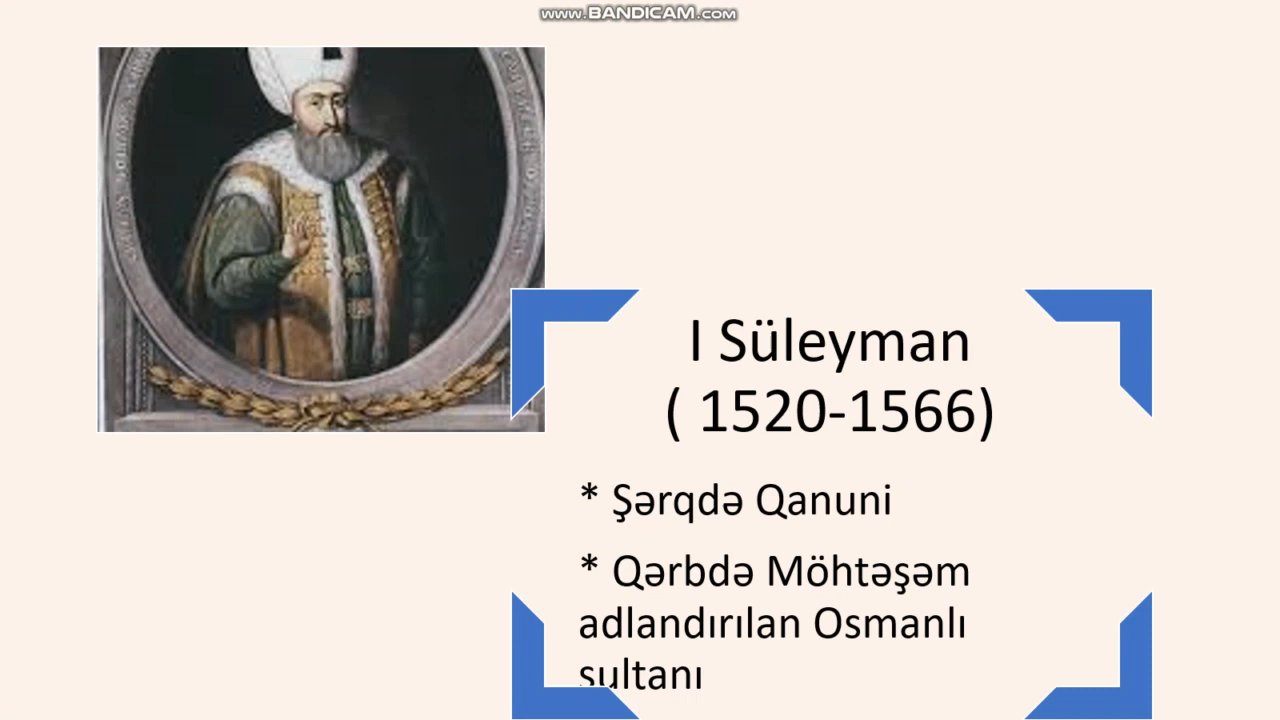 www.BANDICAM.com
I Süleyman
( 1520-1566)
* Şərqdə Qanuni
* Qərbdə Möhtəşəm
adlandırılan Osmanlı
sultanı